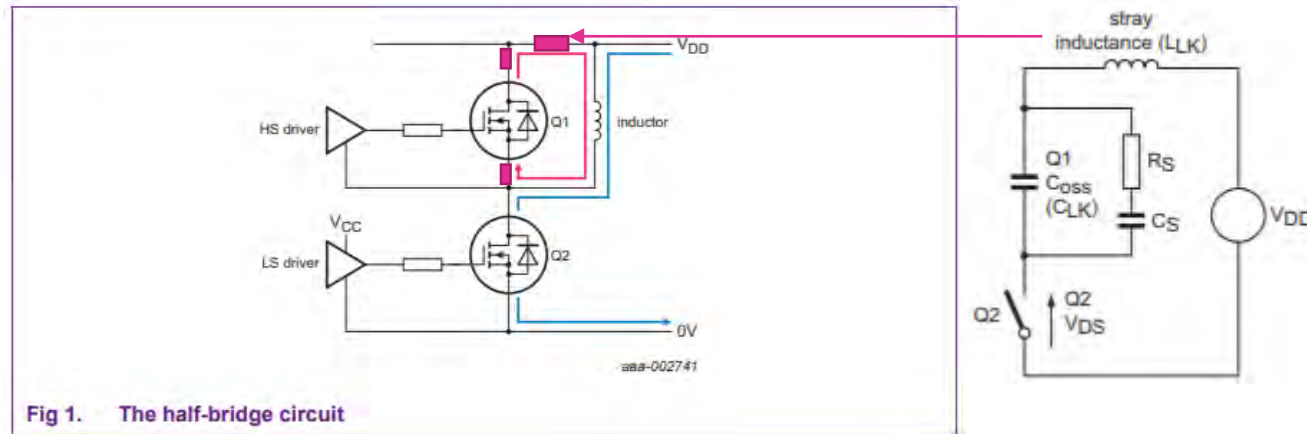 VDD
HS driver
Q1
inductor
VCC
LS driver
Q2
0V
aaa-002741
Fig 1. The half-bridge circuit
stray
inductance (LLK)
Q1
COSS
(CLK)
RS
CS
VDD
Q2
Q2
VDS